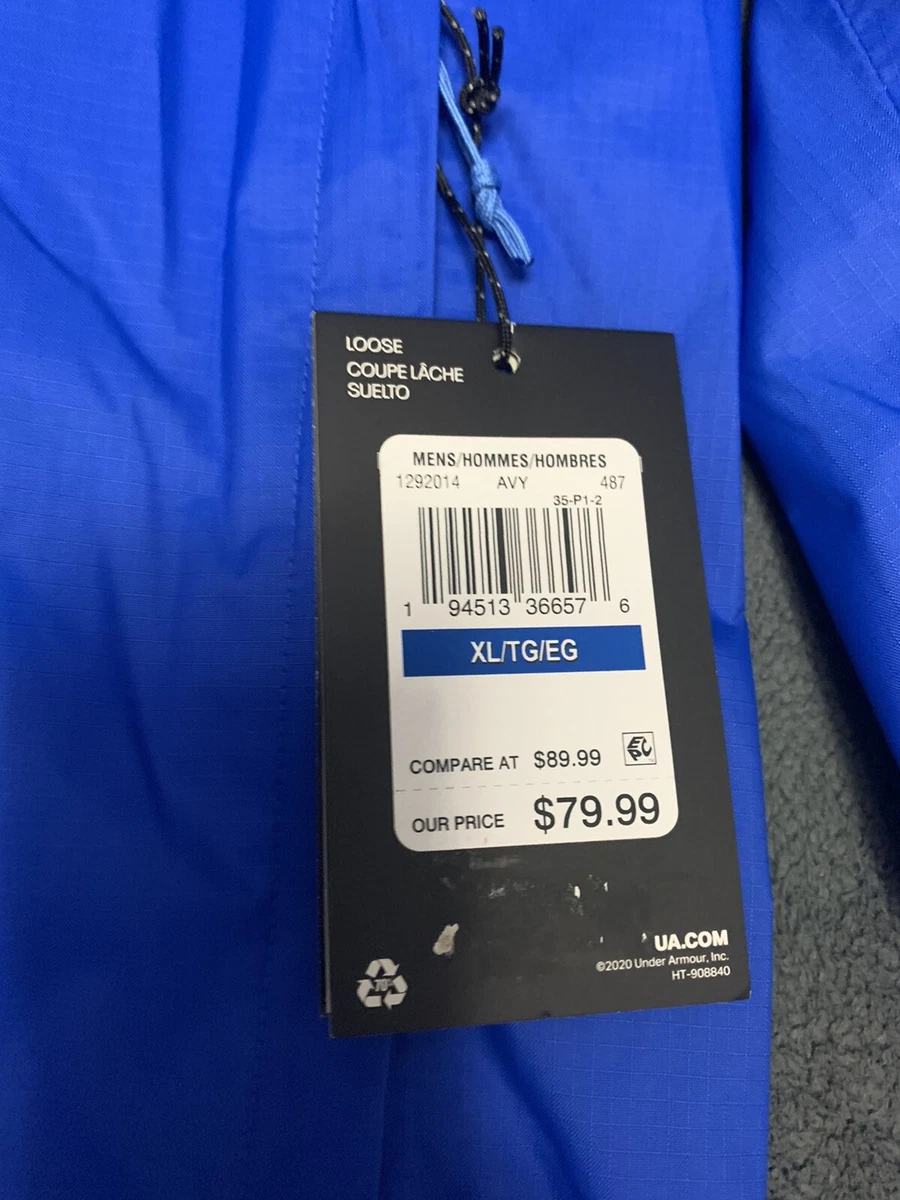 LOOSE
COUPE LÂCHE
SUELTO
MENS/HOMMES/HOMBRES
1292014 AVY 487
35-P1-2
1 94513 36657 6
XL/TG/EG
COMPARE AT $89.99
OUR PRICE $79.99
UA.COM
©2020 Under Armour, Inc.
HT-908840